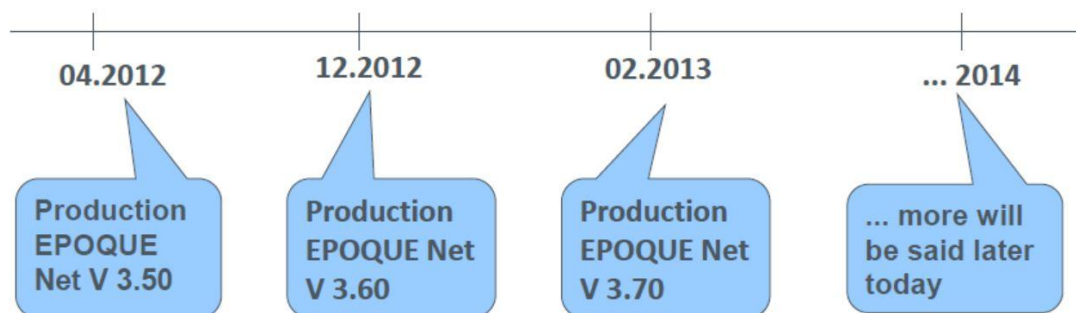 04.2012
12.2012
02.2013
... 2014
Production
EPOQUE
Net V 3.50
Production
EPOQUE Net
V 3.60
Production
EPOQUE Net
V 3.70
... more will
be said later
today